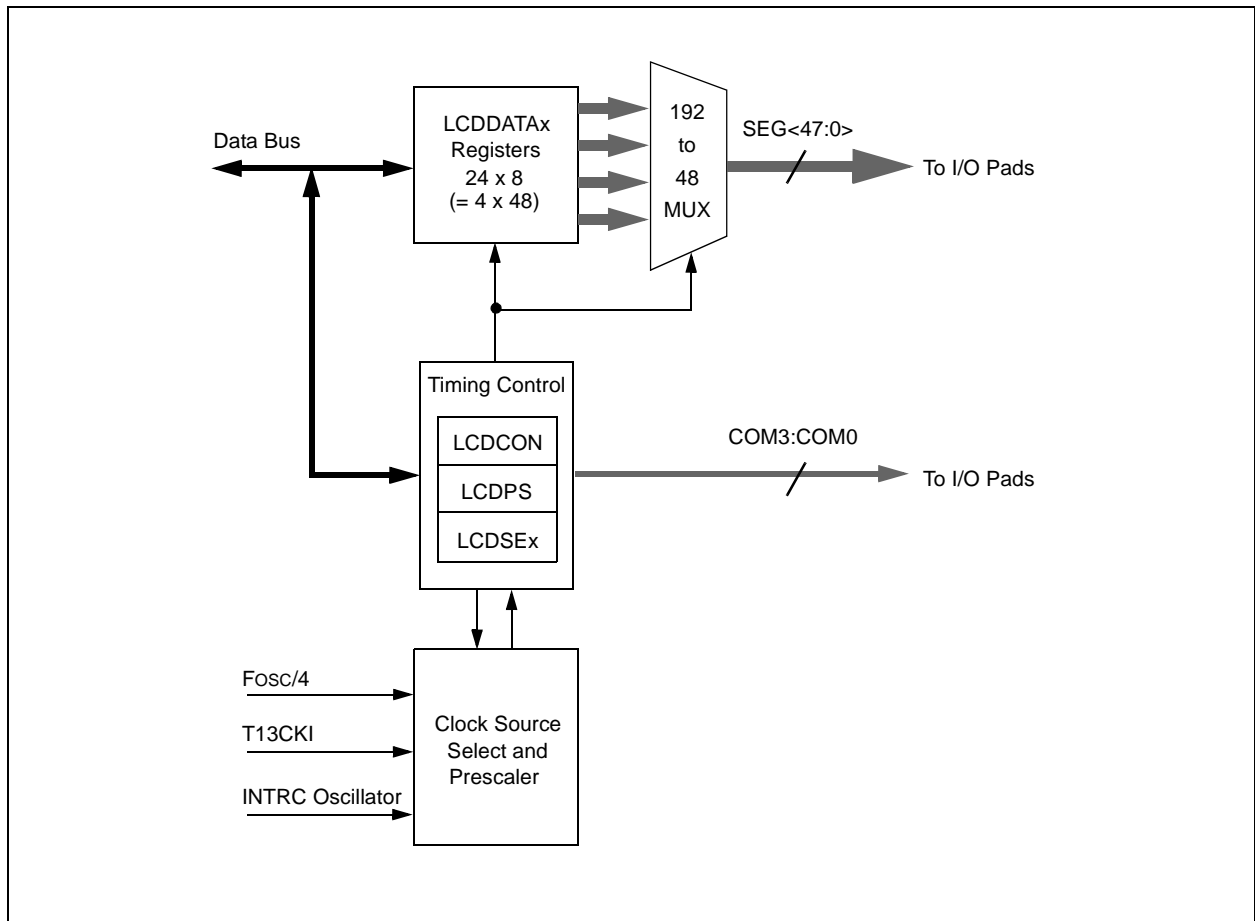 Data Bus
LCDDATAx
Registers
24 x 8
(= 4 x 48)
192
to
48
MUX
SEG<47:0>
To I/O Pads
Timing Control
LCDCON
LCDPS
LCDSEx
COM3:COM0
To I/O Pads
FOSC/4
T13CKI
INTRC Oscillator
Clock Source
Select and
Prescaler